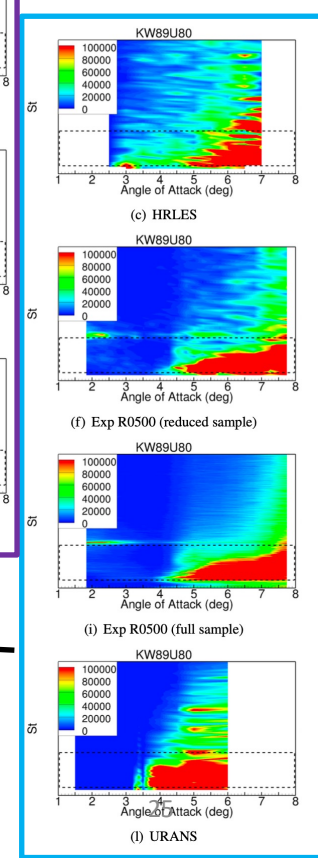 KW89U80
100000
80000
60000
40000
20000
0
St
1 2 3 4 5 6 7 8
Angle of Attack (deg)
(c) HRLES
KW89U80
100000
80000
60000
40000
20000
0
St
1 2 3 4 5 6 7 8
Angle of Attack (deg)
(f) Exp R0500 (reduced sample)
KW89U80
100000
80000
60000
40000
20000
0
St
1 2 3 4 5 6 7 8
Angle of Attack (deg)
(i) Exp R0500 (full sample)
KW89U80
100000
80000
60000
40000
20000
0
St
1 2 3 4 5 6 7 8
Angle of Attack (deg)
25
(l) URANS
8
8
8
8